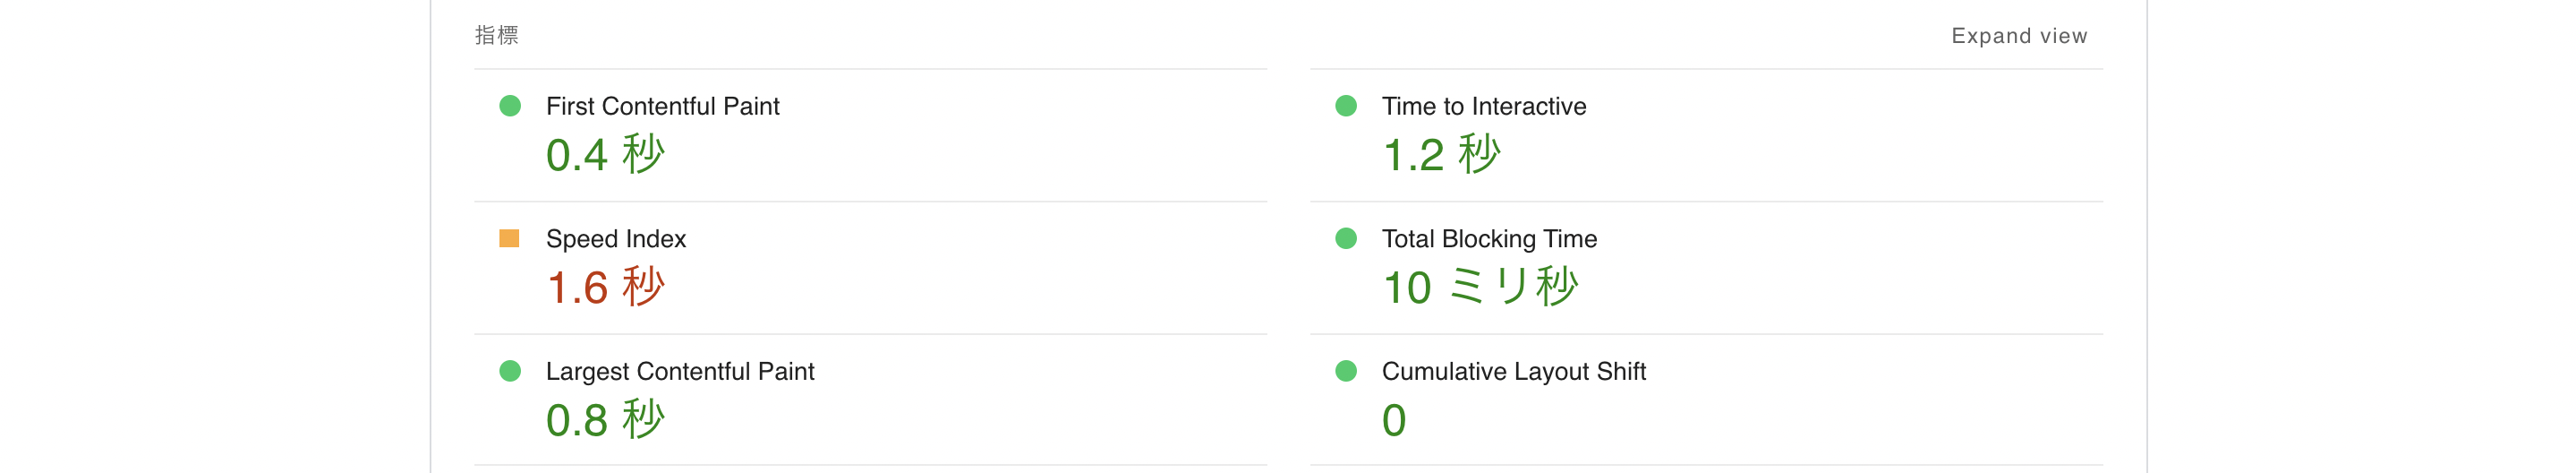 指標
Expand view
First Contentful Paint
0.4 秒
Time to Interactive
1.2 秒
Speed Index
1.6 秒
Total Blocking Time
10 ミリ秒
Largest Contentful Paint
0.8 秒
Cumulative Layout Shift
0